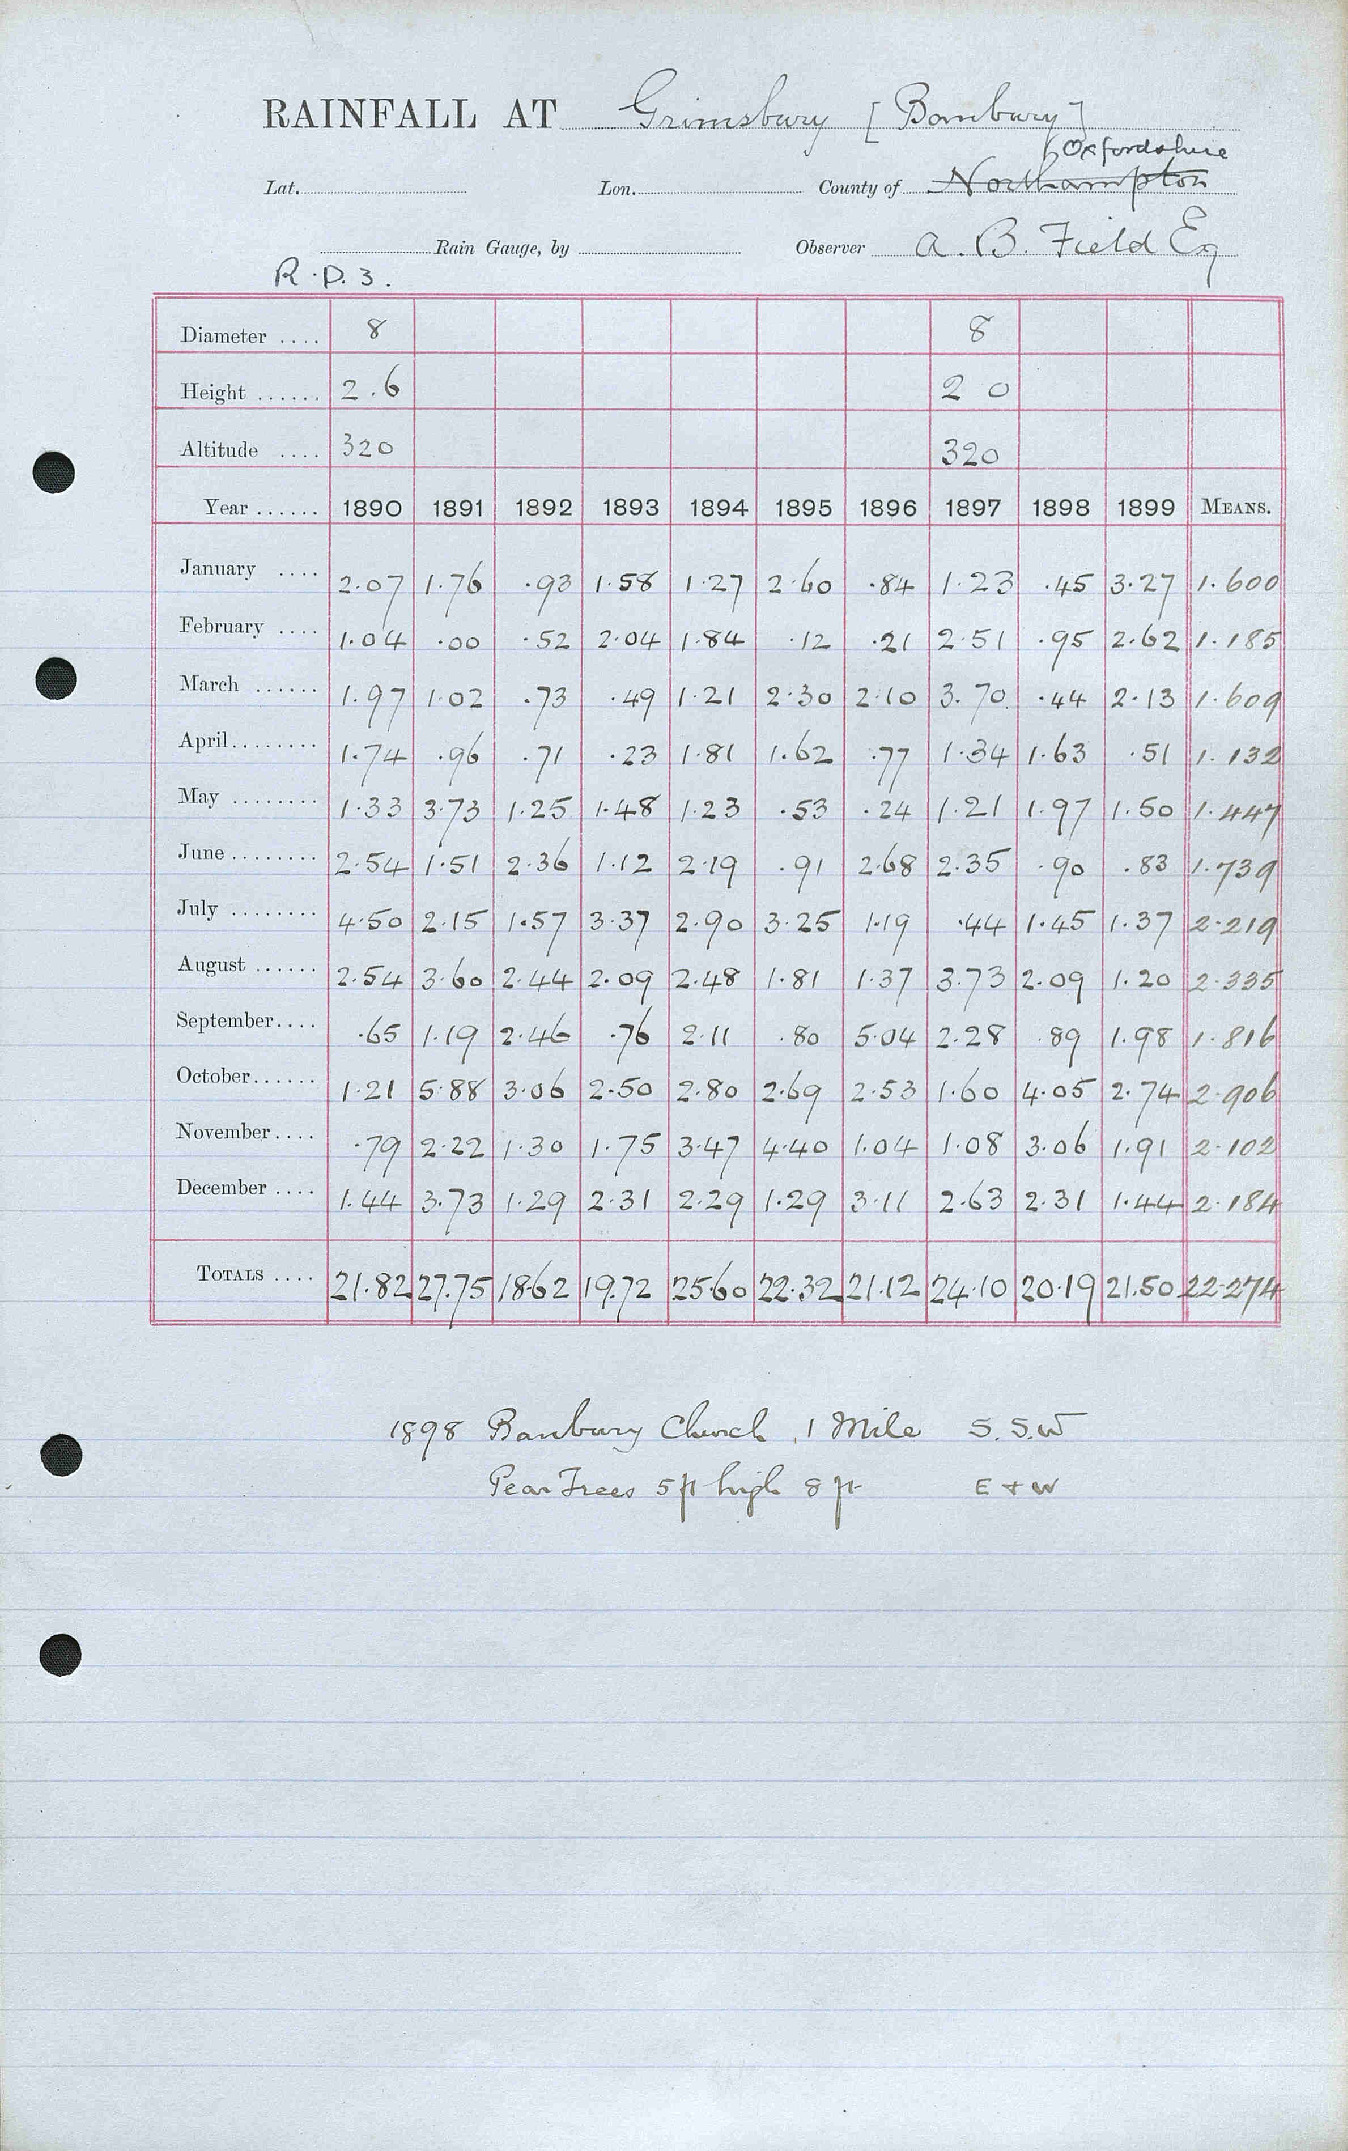 RAINFALL AT Grimsbury [Banbury]
Oxfordshire
Lat. Lon. County of Northampton
Rain Gauge, by Observer A. B. Field Eq
R.D.3.
Diameter .... 8 8
Height ...... 2.6 2 0
Altitude .... 320 320
Year ...... 1890 1891 1892 1893 1894 1895 1896 1897 1898 1899 MEANS.
January .... 2.07 1.76 .93 1.58 1.27 2.60 .84 1.23 .45 3.27 1.600
February .... 1.04 .00 .52 2.04 1.84 .12 .21 2.51 .95 2.62 1.185
March ...... 1.97 1.02 .73 .49 1.21 2.30 2.10 3.70 .44 2.13 1.609
April........ 1.74 .96 .71 .23 1.81 1.62 .77 1.34 1.63 .51 1.132
May ........ 1.33 3.73 1.25 1.48 1.23 .53 .24 1.21 1.97 1.50 1.447
June........ 2.54 1.51 2.36 1.12 2.19 .91 2.68 2.35 .90 .83 1.739
July ........ 4.50 2.15 1.57 3.37 2.90 3.25 1.19 .44 1.45 1.37 2.219
August ...... 2.54 3.60 2.44 2.09 2.48 1.81 1.37 3.73 2.09 1.20 2.335
September.... .65 1.19 2.46 .76 2.11 .80 5.04 2.28 .89 1.98 1.816
October...... 1.21 5.88 3.06 2.50 2.80 2.69 2.53 1.60 4.05 2.74 2.906
November.... .79 2.22 1.30 1.75 3.47 4.40 1.04 1.08 3.06 1.91 2.102
December .... 1.44 3.73 1.29 2.31 2.29 1.29 3.11 2.63 2.31 1.44 2.184
TOTALS .... 21.82 27.75 18.62 19.72 25.60 22.32 21.12 24.10 20.19 21.50 22.274
1898 Banbury Church, 1 Mile S.S.W
Pear Trees 5 ft high 8 ft E + W